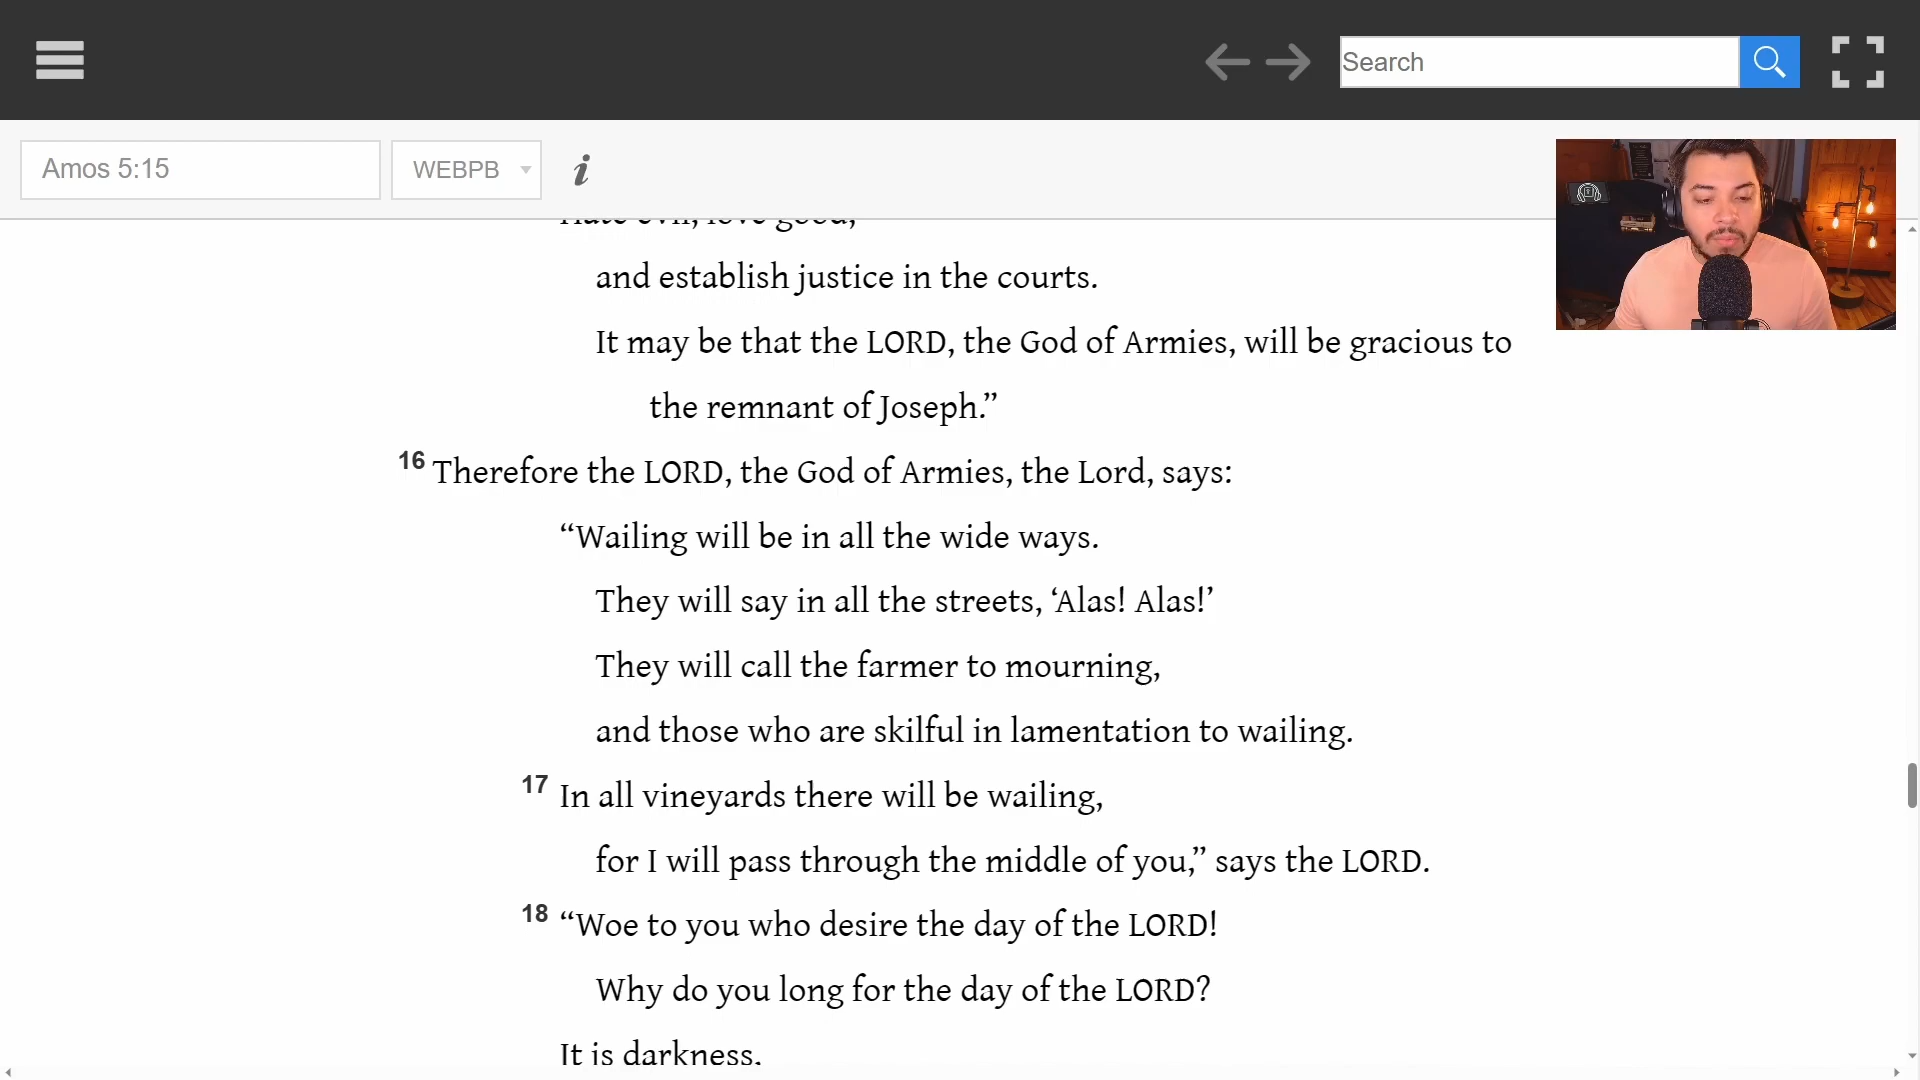 Search
Amos 5:15
WEBPB
i
Hate evil, love good,
and establish justice in the courts.
It may be that the LORD, the God of Armies, will be gracious to
the remnant of Joseph.”
16 Therefore the LORD, the God of Armies, the Lord, says:
“Wailing will be in all the wide ways.
They will say in all the streets, ‘Alas! Alas!’
They will call the farmer to mourning,
and those who are skilful in lamentation to wailing.
17 In all vineyards there will be wailing,
for I will pass through the middle of you,” says the LORD.
18 “Woe to you who desire the day of the LORD!
Why do you long for the day of the LORD?
It is darkness,